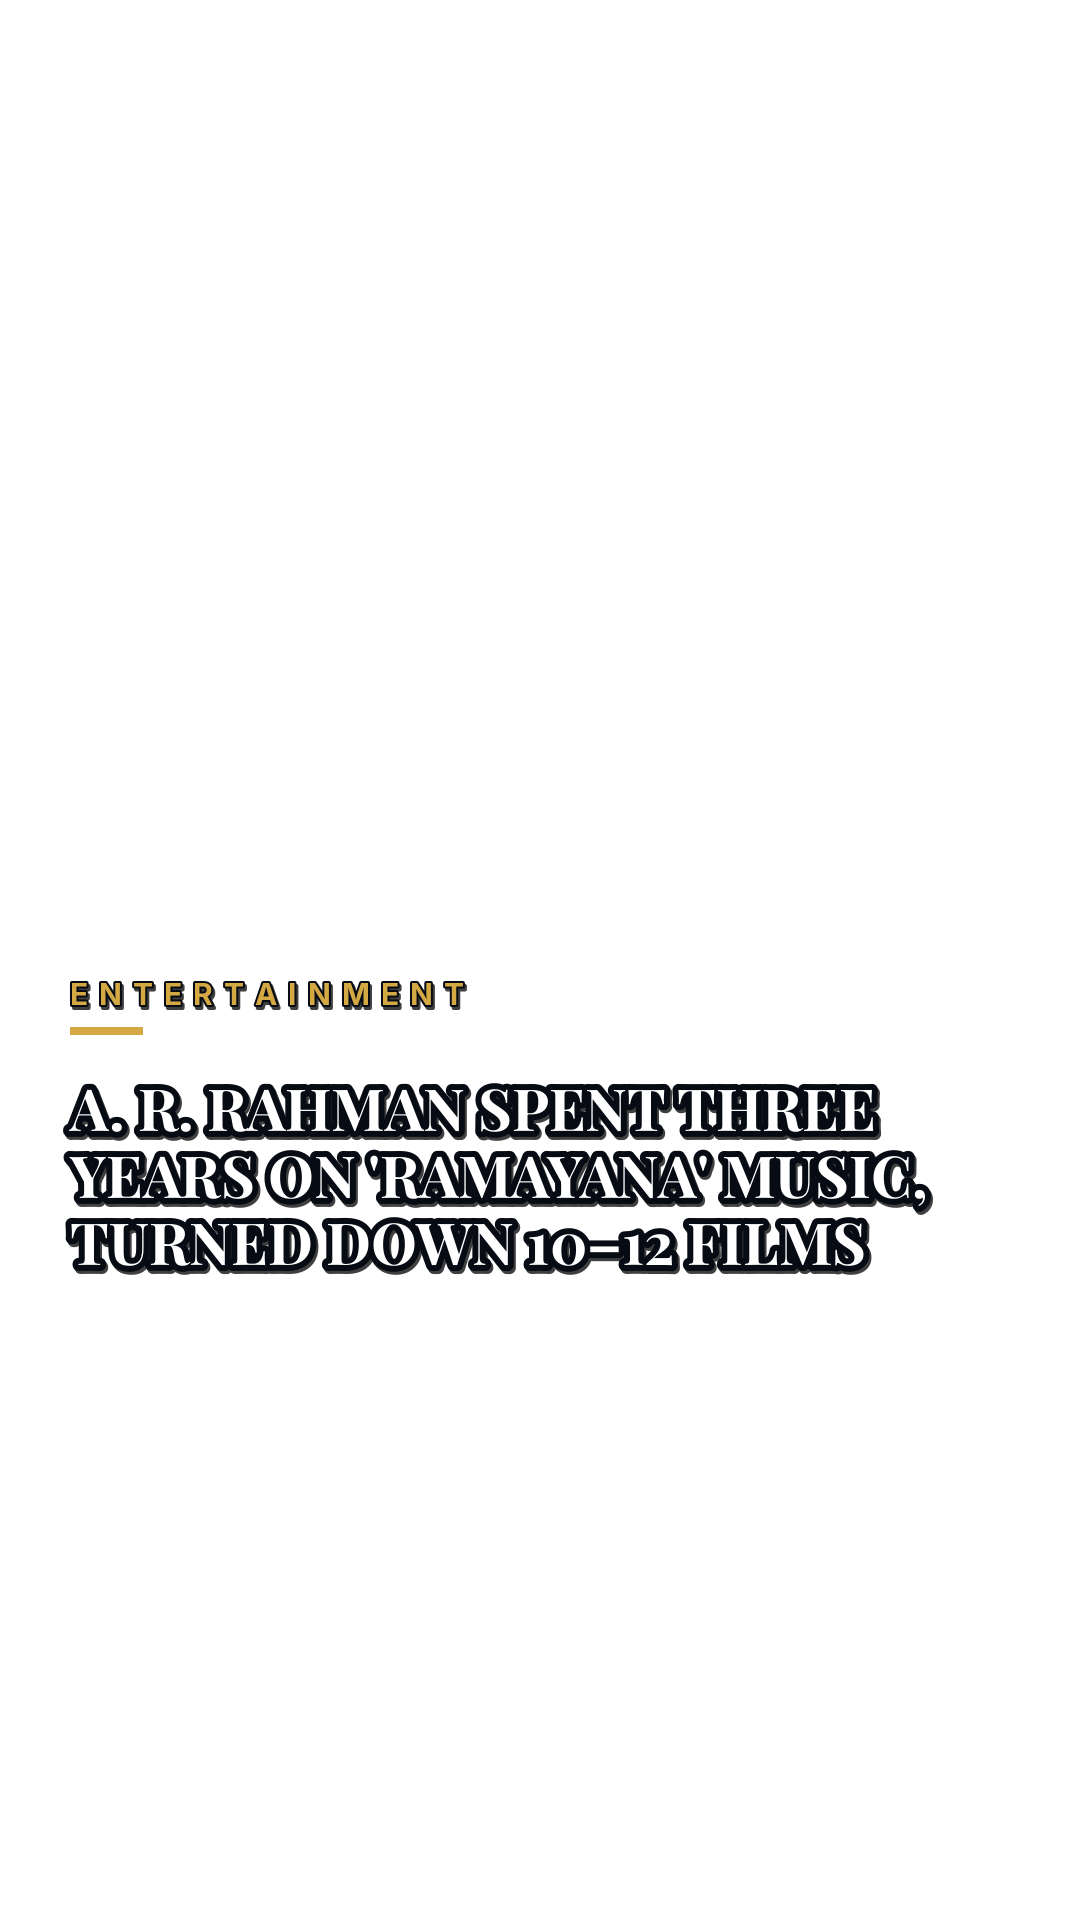 ENTERTAINMENT
A. R. RAHMAN SPENT THREE
YEARS ON 'RAMAYANA' MUSIC,
TURNED DOWN 10–12 FILMS